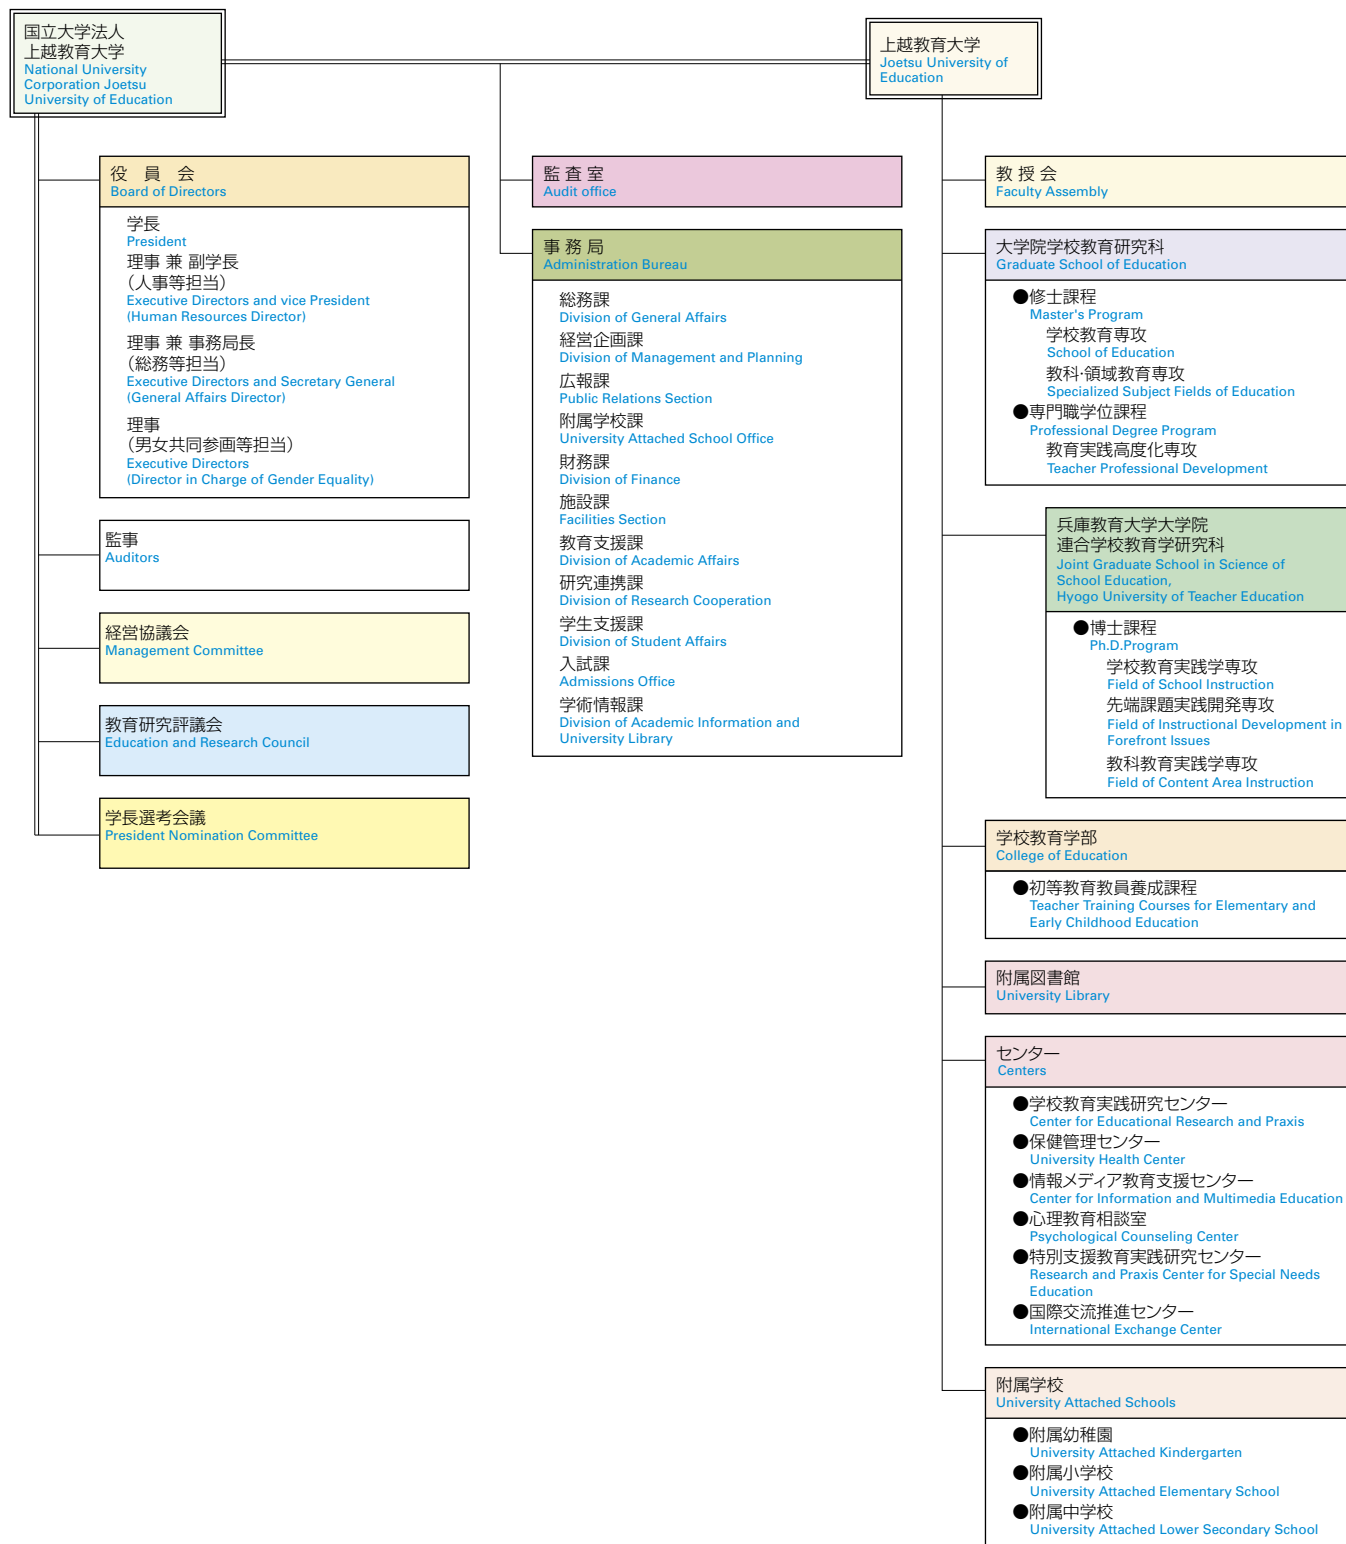 国立大学法人
上越教育大学
National University
Corporation Joetsu
University of Education
上越教育大学
Joetsu University of
Education
役　員　会
Board of Directors
学長
President
理事 兼 副学長
（人事等担当）
Executive Directors and vice President
(Human Resources Director)
理事 兼 事務局長
（総務等担当）
Executive Directors and Secretary General
(General Affairs Director)
理事
（男女共同参画等担当）
Executive Directors
(Director in Charge of Gender Equality)
監事
Auditors
経営協議会
Management Committee
教育研究評議会
Education and Research Council
学長選考会議
President Nomination Committee
監 査 室
Audit office
事 務 局
Administration Bureau
総務課
Division of General Affairs
経営企画課
Division of Management and Planning
広報課
Public Relations Section
附属学校課
University Attached School Office
財務課
Division of Finance
施設課
Facilities Section
教育支援課
Division of Academic Affairs
研究連携課
Division of Research Cooperation
学生支援課
Division of Student Affairs
入試課
Admissions Office
学術情報課
Division of Academic Information and
University Library
教 授 会
Faculty Assembly
大学院学校教育研究科
Graduate School of Education
●修士課程
Master's Program
学校教育専攻
School of Education
教科・領域教育専攻
Specialized Subject Fields of Education
●専門職学位課程
Professional Degree Program
教育実践高度化専攻
Teacher Professional Development
兵庫教育大学大学院
連合学校教育学研究科
Joint Graduate School in Science of
School Education,
Hyogo University of Teacher Education
●博士課程
Ph.D.Program
学校教育実践学専攻
Field of School Instruction
先端課題実践開発専攻
Field of Instructional Development in
Forefront Issues
教科教育実践学専攻
Field of Content Area Instruction
学校教育学部
College of Education
●初等教育教員養成課程
Teacher Training Courses for Elementary and
Early Childhood Education
附属図書館
University Library
センター
Centers
●学校教育実践研究センター
Center for Educational Research and Praxis
●保健管理センター
University Health Center
●情報メディア教育支援センター
Center for Information and Multimedia Education
●心理教育相談室
Psychological Counseling Center
●特別支援教育実践研究センター
Research and Praxis Center for Special Needs
Education
●国際交流推進センター
International Exchange Center
附属学校
University Attached Schools
●附属幼稚園
University Attached Kindergarten
●附属小学校
University Attached Elementary School
●附属中学校
University Attached Lower Secondary School